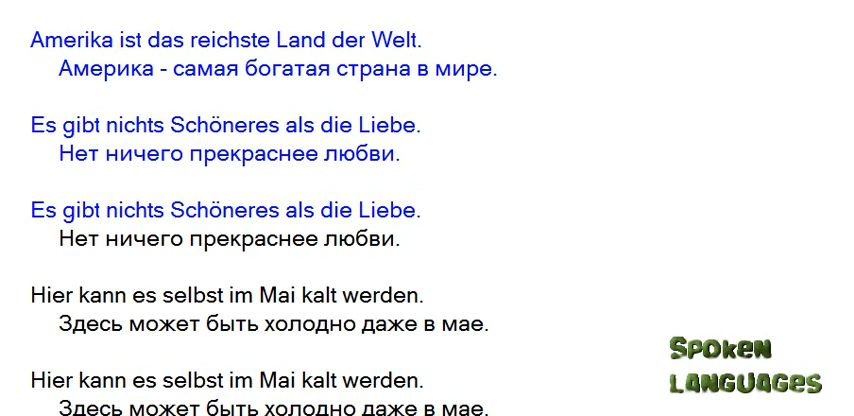 Amerika ist das reichste Land der Welt.
Америка - самая богатая страна в мире.
Es gibt nichts Schöneres als die Liebe.
Нет ничего прекраснее любви.
Es gibt nichts Schöneres als die Liebe.
Нет ничего прекраснее любви.
Hier kann es selbst im Mai kalt werden.
Здесь может быть холодно даже в мае.
Hier kann es selbst im Mai kalt werden.
Здесь может быть холодно даже в мае.
Spoken
Languages